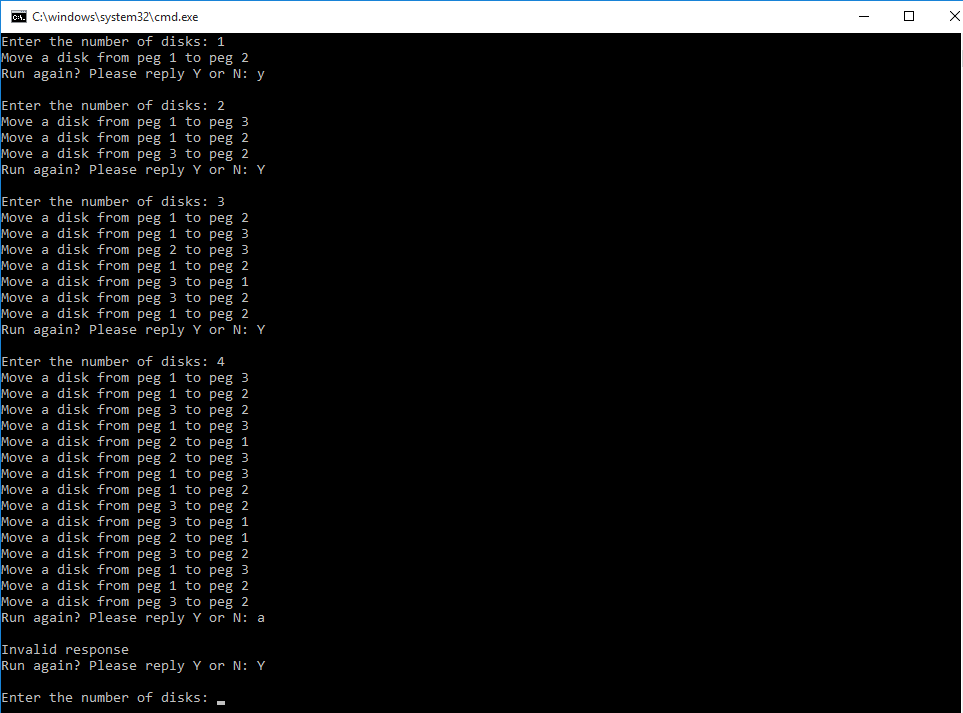 C:\windows\system32\cmd.exe
Enter the number of disks: 1
Move a disk from peg 1 to peg 2
Run again? Please reply Y or N: y
Enter the number of disks: 2
Move a disk from peg 1 to peg 3
Move a disk from peg 1 to peg 2
Move a disk from peg 3 to peg 2
Run again? Please reply Y or N: Y
Enter the number of disks: 3
Move a disk from peg 1 to peg 2
Move a disk from peg 1 to peg 3
Move a disk from peg 2 to peg 3
Move a disk from peg 1 to peg 2
Move a disk from peg 3 to peg 1
Move a disk from peg 3 to peg 2
Move a disk from peg 1 to peg 2
Run again? Please reply Y or N: Y
Enter the number of disks: 4
Move a disk from peg 1 to peg 3
Move a disk from peg 1 to peg 2
Move a disk from peg 3 to peg 2
Move a disk from peg 1 to peg 3
Move a disk from peg 2 to peg 1
Move a disk from peg 2 to peg 3
Move a disk from peg 1 to peg 3
Move a disk from peg 1 to peg 2
Move a disk from peg 3 to peg 2
Move a disk from peg 3 to peg 1
Move a disk from peg 2 to peg 1
Move a disk from peg 3 to peg 2
Move a disk from peg 1 to peg 3
Move a disk from peg 1 to peg 2
Move a disk from peg 3 to peg 2
Run again? Please reply Y or N: a
Invalid response
Run again? Please reply Y or N: Y
Enter the number of disks: